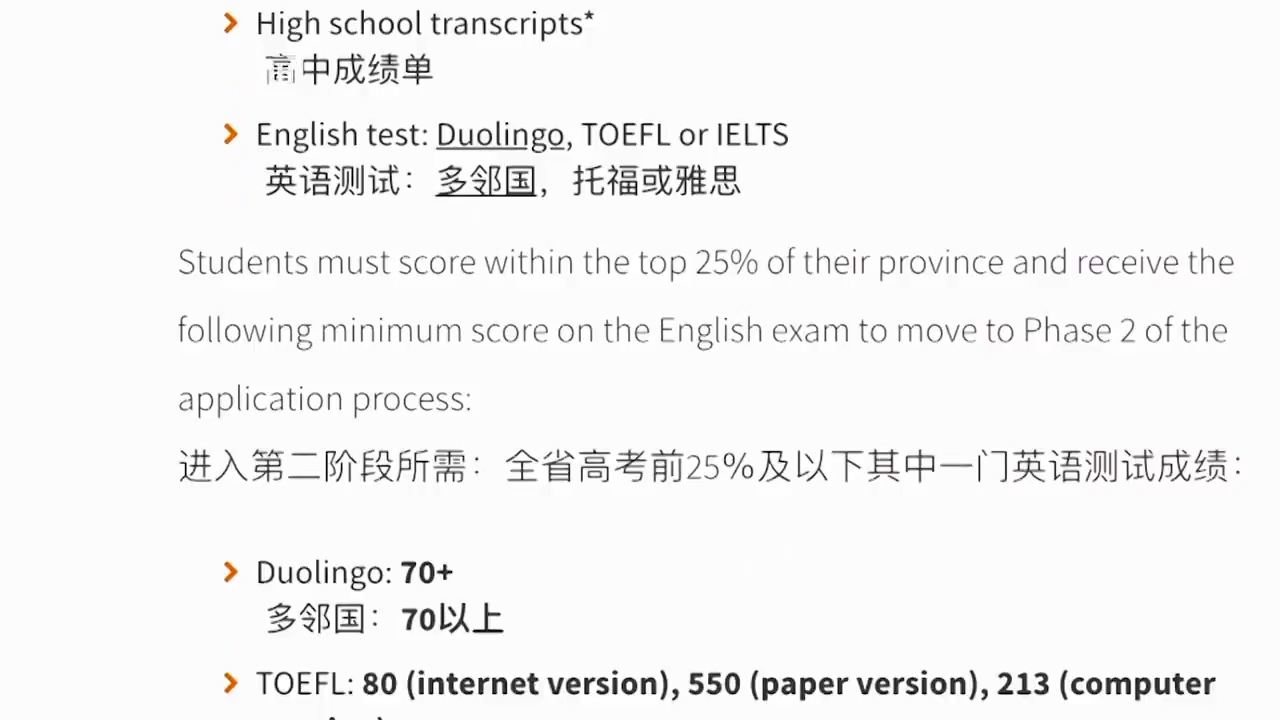 High school transcripts*
高中成绩单
English test: Duolingo, TOEFL or IELTS
英语测试：多邻国，托福或雅思
Students must score within the top 25% of their province and receive the
following minimum score on the English exam to move to Phase 2 of the
application process:
进入第二阶段所需：全省高考前25%及以下其中一门英语测试成绩：
Duolingo: 70+
多邻国：70以上
TOEFL: 80 (internet version), 550 (paper version), 213 (computer